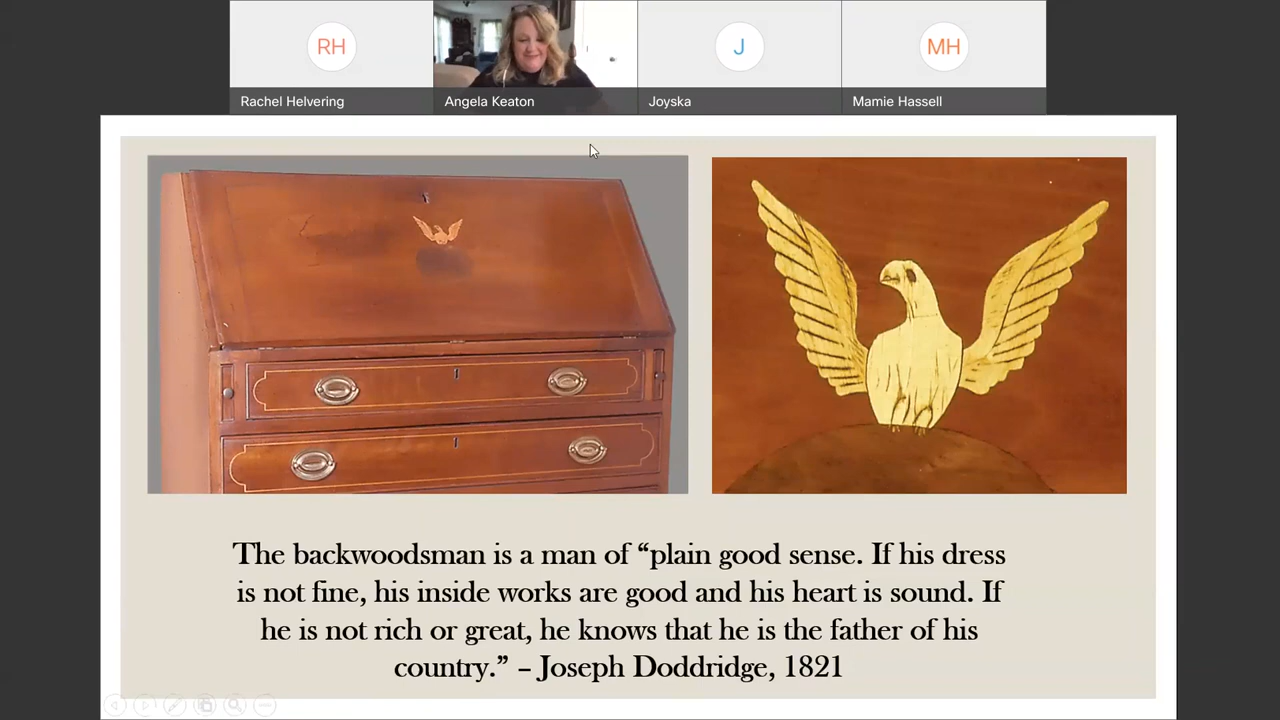 RH
J
MH
Rachel Helvering
Angela Keaton
Joyska
Mamie Hassell
The backwoodsman is a man of “plain good sense. If his dress
is not fine, his inside works are good and his heart is sound. If
he is not rich or great, he knows that he is the father of his
country.” – Joseph Doddridge, 1821